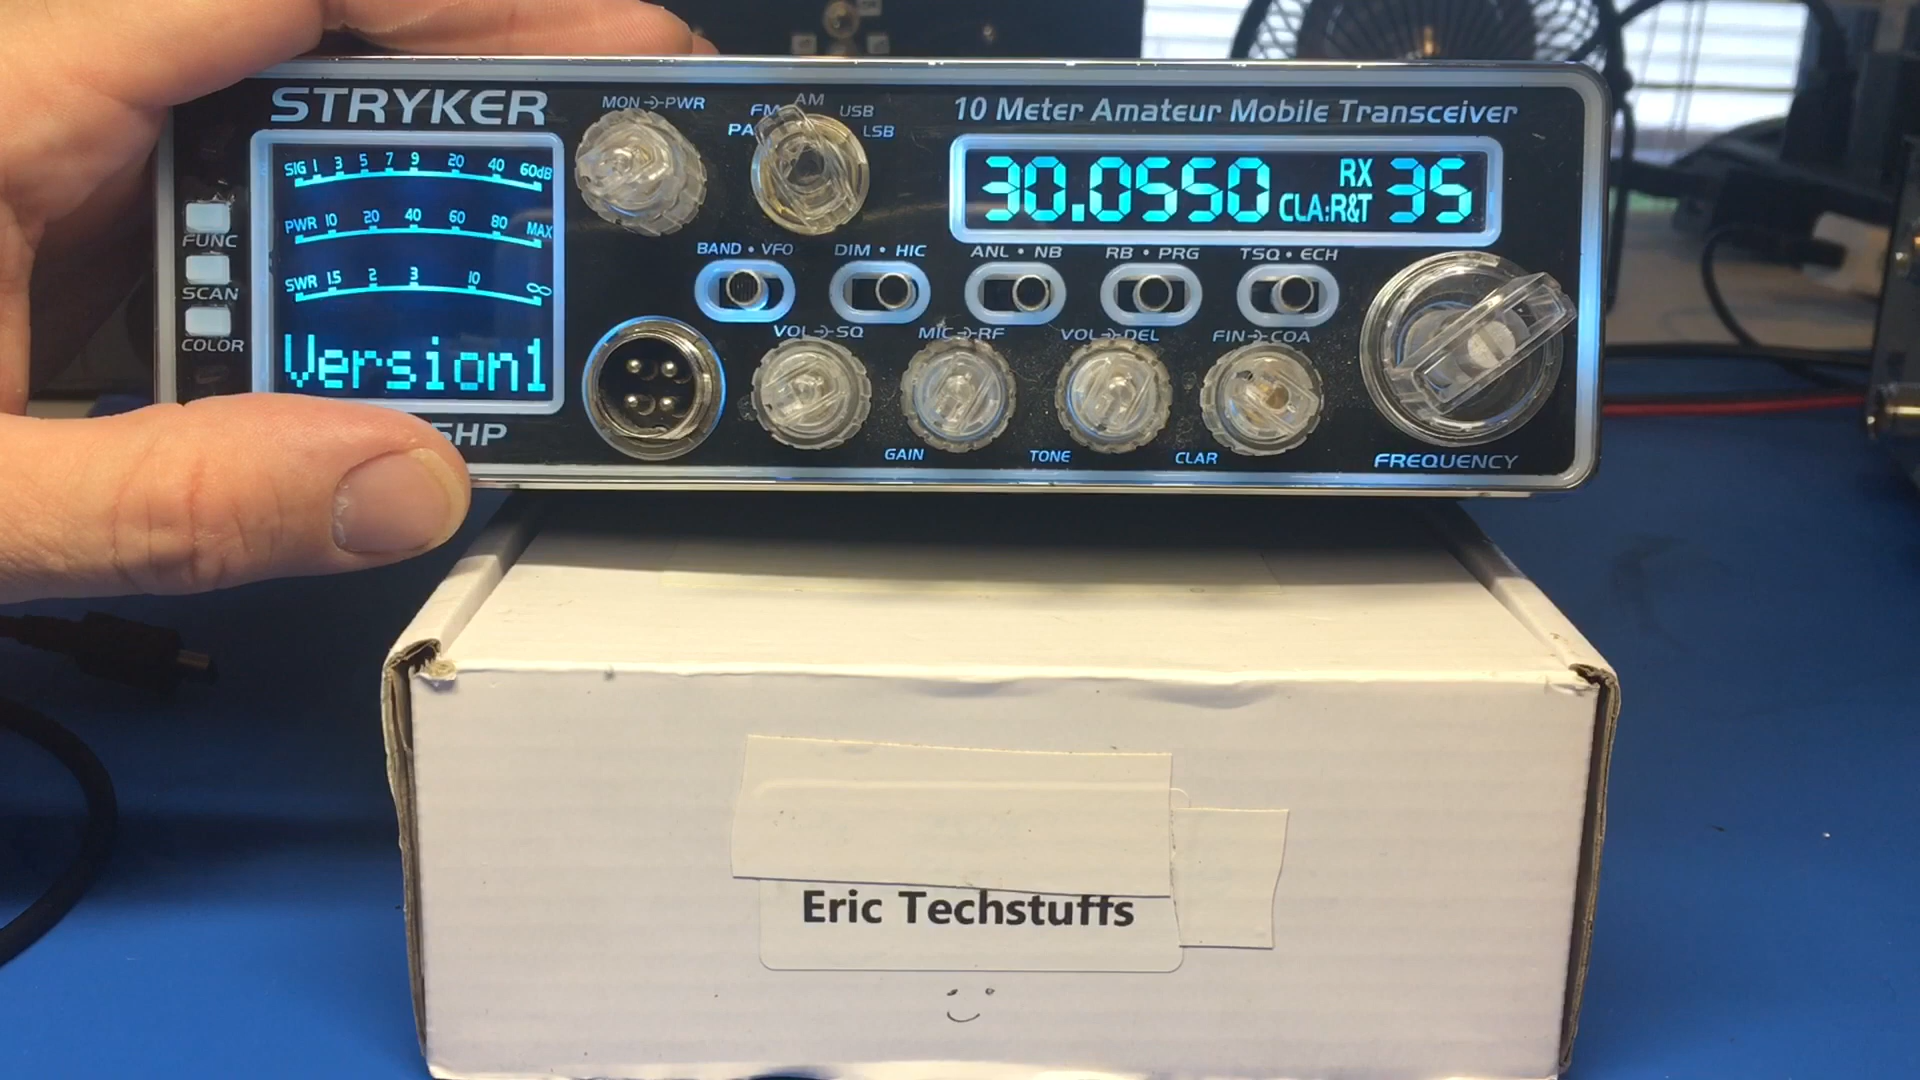 STRYKER
MON PWR
PA FM AM USB LSB
10 Meter Amateur Mobile Transceiver
SIG 1 3 5 7 9 20 40 60dB
PWR 10 20 40 60 80 MAX
SWR 1.5 2 3 10 ∞
Version1
30.0550 RX CLA:R&T 35
FUNC
SCAN
COLOR
BAND • VFO
DIM • HIC
ANL • NB
RB • PRG
TSQ • ECH
VOL SQ
MIC RF
VOL DEL
FIN COA
GAIN
TONE
CLAR
FREQUENCY
5HP
Eric Techstuffs